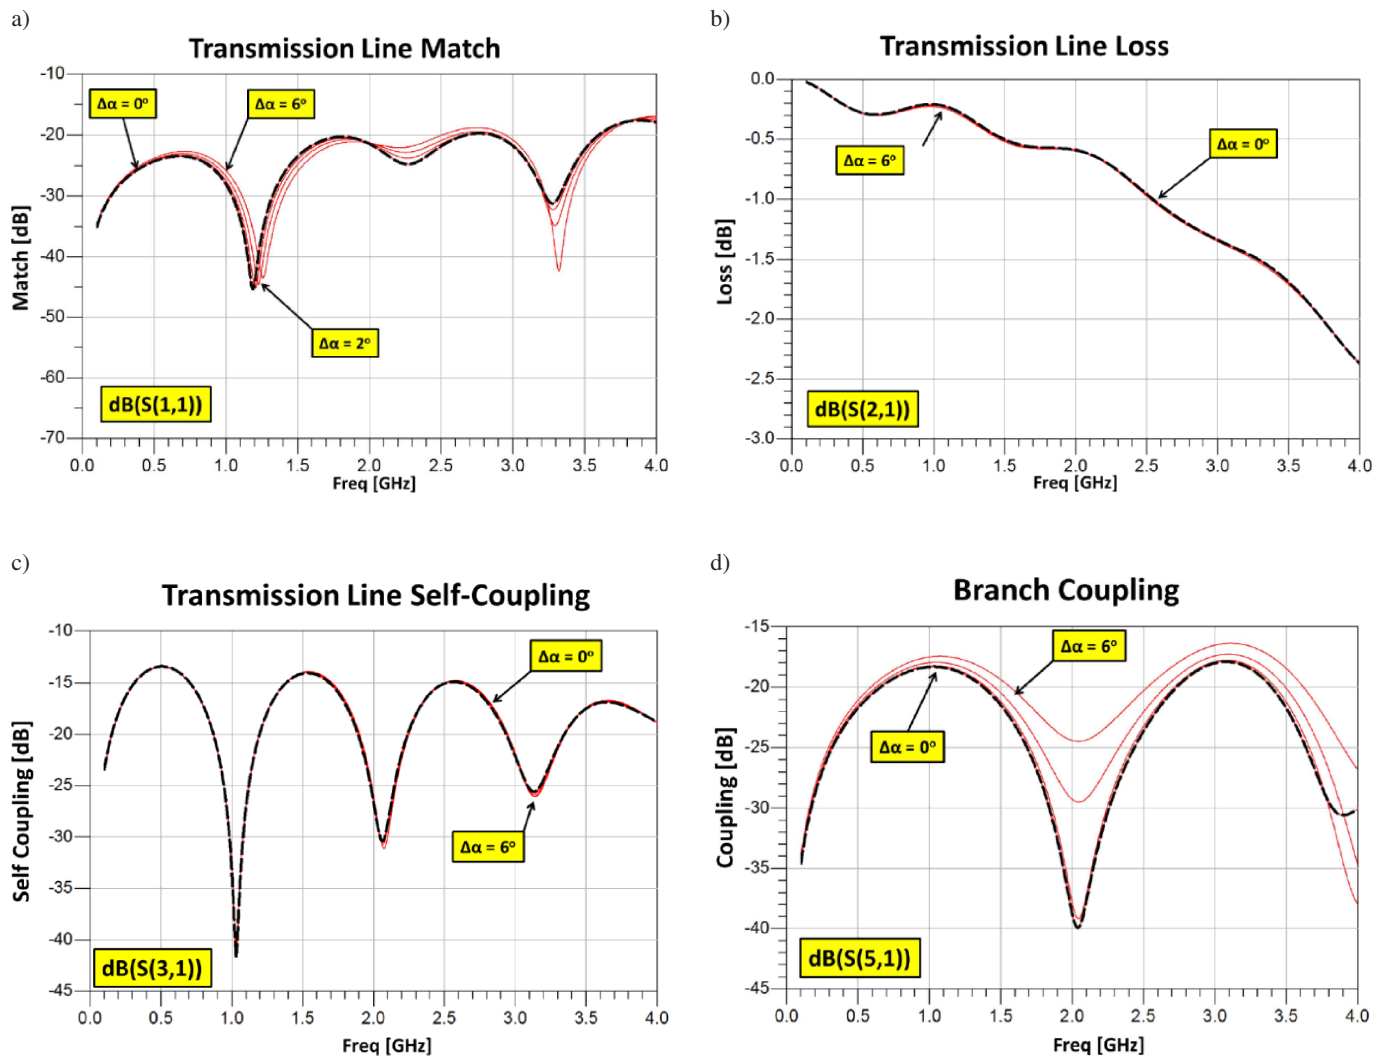 a)
Transmission Line Match
-10
-20
-30
-40
-50
-60
-70
Match [dB]
Δα = 0°
Δα = 6°
Δα = 2°
dB(S(1,1))
0.0 0.5 1.0 1.5 2.0 2.5 3.0 3.5 4.0
Freq [GHz]
b)
Transmission Line Loss
0.0
-0.5
-1.0
-1.5
-2.0
-2.5
-3.0
Loss [dB]
Δα = 6°
Δα = 0°
dB(S(2,1))
0.0 0.5 1.0 1.5 2.0 2.5 3.0 3.5 4.0
Freq [GHz]
c)
Transmission Line Self-Coupling
-10
-15
-20
-25
-30
-35
-40
-45
Self Coupling [dB]
Δα = 0°
Δα = 6°
dB(S(3,1))
0.0 0.5 1.0 1.5 2.0 2.5 3.0 3.5 4.0
Freq [GHz]
d)
Branch Coupling
-15
-20
-25
-30
-35
-40
-45
Coupling [dB]
Δα = 6°
Δα = 0°
dB(S(5,1))
0.0 0.5 1.0 1.5 2.0 2.5 3.0 3.5 4.0
Freq [GHz]